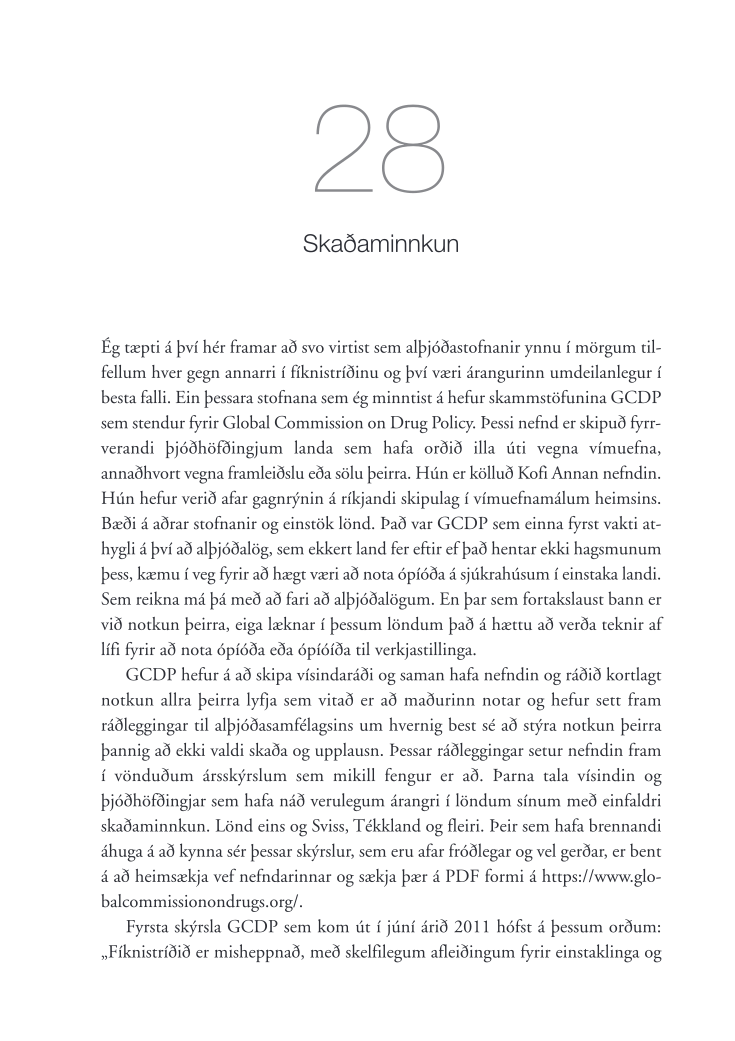 28
Skaðaminnkun
Ég tæpti á því hér framar að svo virtist sem alþjóðastofnanir ynnu í mörgum til-
fellum hver gegn annarri í fíknistríðinu og því væri árangurinn umdeilanlegur í
besta falli. Ein þessara stofnana sem ég minntist á hefur skammstöfunina GCDP
sem stendur fyrir Global Commission on Drug Policy. Þessi nefnd er skipuð fyrr-
verandi þjóðhöfðingjum landa sem hafa orðið illa úti vegna vímuefna,
annaðhvort vegna framleiðslu eða sölu þeirra. Hún er kölluð Kofi Annan nefndin.
Hún hefur verið afar gagnrýnin á ríkjandi skipulag í vímuefnamálum heimsins.
Bæði á aðrar stofnanir og einstök lönd. Það var GCDP sem einna fyrst vakti at-
hygli á því að alþjóðalög, sem ekkert land fer eftir ef það hentar ekki hagsmunum
þess, kæmu í veg fyrir að hægt væri að nota ópíóða á sjúkrahúsum í einstaka landi.
Sem reikna má þá með að fari að alþjóðalögum. En þar sem fortakslaust bann er
við notkun þeirra, eiga læknar í þessum löndum það á hættu að verða teknir af
lífi fyrir að nota ópíóða eða ópíóíða til verkjastillinga.
GCDP hefur á að skipa vísindaráði og saman hafa nefndin og ráðið kortlagt
notkun allra þeirra lyfja sem vitað er að maðurinn notar og hefur sett fram
ráðleggingar til alþjóðasamfélagsins um hvernig best sé að stýra notkun þeirra
þannig að ekki valdi skaða og upplausn. Þessar ráðleggingar setur nefndin fram
í vönduðum ársskýrslum sem mikill fengur er að. Þarna tala vísindin og
þjóðhöfðingjar sem hafa náð verulegum árangri í löndum sínum með einfaldri
skaðaminnkun. Lönd eins og Sviss, Tékkland og fleiri. Þeir sem hafa brennandi
áhuga á að kynna sér þessar skýrslur, sem eru afar fróðlegar og vel gerðar, er bent
á að heimsækja vef nefndarinnar og sækja þær á PDF formi á https://www.glo-
balcommissionondrugs.org/.
Fyrsta skýrsla GCDP sem kom út í júní árið 2011 hófst á þessum orðum:
„Fíknistríðið er misheppnað, með skelfilegum afleiðingum fyrir einstaklinga og